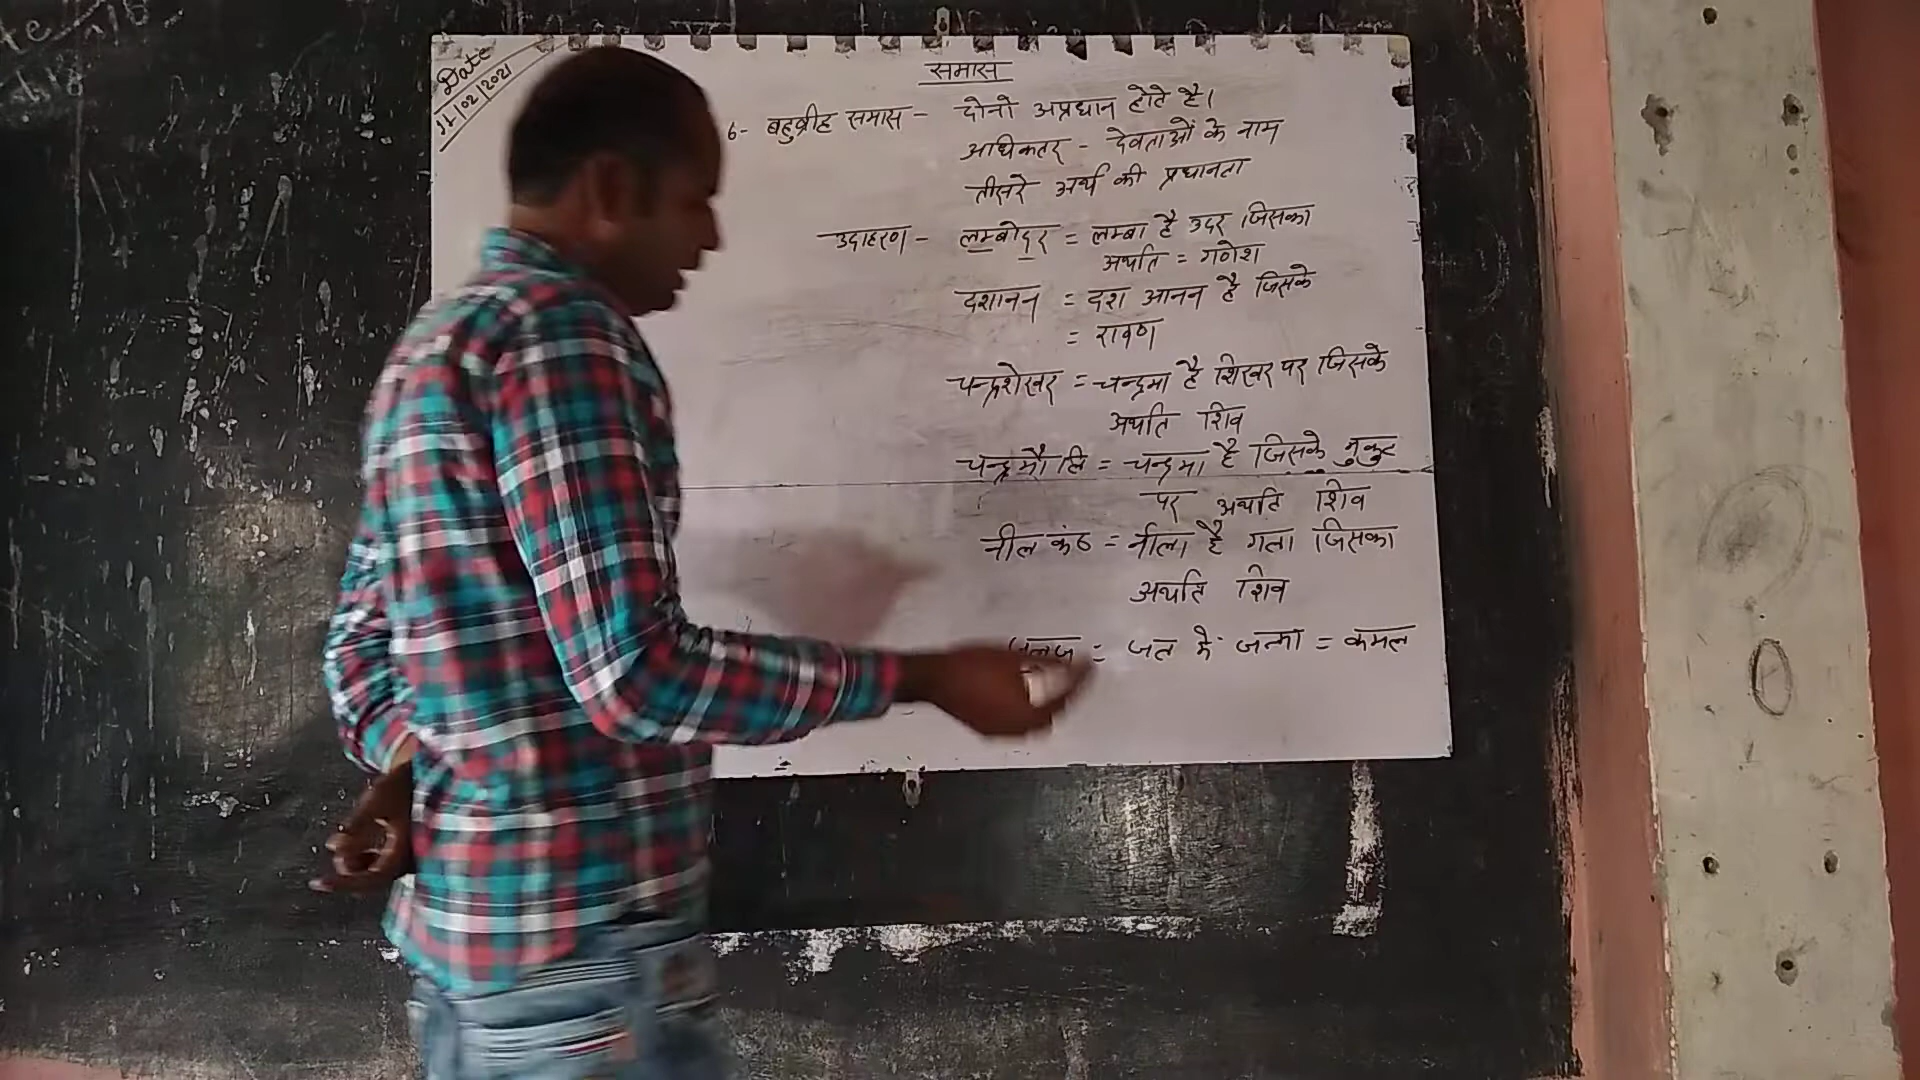 Date
11/02/2021
समास
6- बहुब्रीह समास - दोनो अप्रधान होते है।
अधिकतर - देवताओं के नाम
तीसरे अर्थ की प्रधानता
उदाहरण - लम्बोदर = लम्बा है उदर जिसका
अर्थात = गणेश
दशानन = दश आनन है जिसके
= रावण
चन्द्रशेखर = चन्द्रमा है शिखर पर जिसके
अर्थात शिव
चन्द्रमौलि = चन्द्रमा है जिसके मुकुट
पर अर्थात शिव
नील कंठ = नीला है गला जिसका
अर्थात शिव
जलज = जल मे जन्मा = कमल